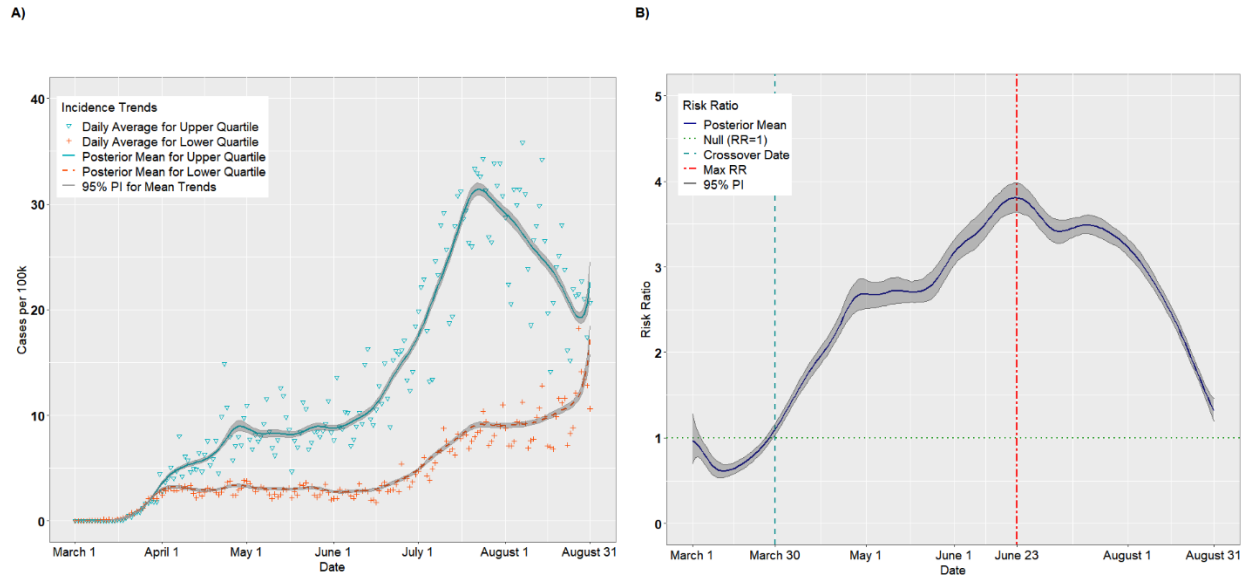 A)
Incidence Trends
Daily Average for Upper Quartile
Daily Average for Lower Quartile
Posterior Mean for Upper Quartile
Posterior Mean for Lower Quartile
95% PI for Mean Trends
Cases per 100k
40
30
20
10
0
March 1
April 1
May 1
June 1
July 1
August 1
August 31
Date
B)
Risk Ratio
Posterior Mean
Null (RR=1)
Crossover Date
Max RR
95% PI
Risk Ratio
5
4
3
2
1
0
March 1
March 30
May 1
June 1
June 23
August 1
August 31
Date